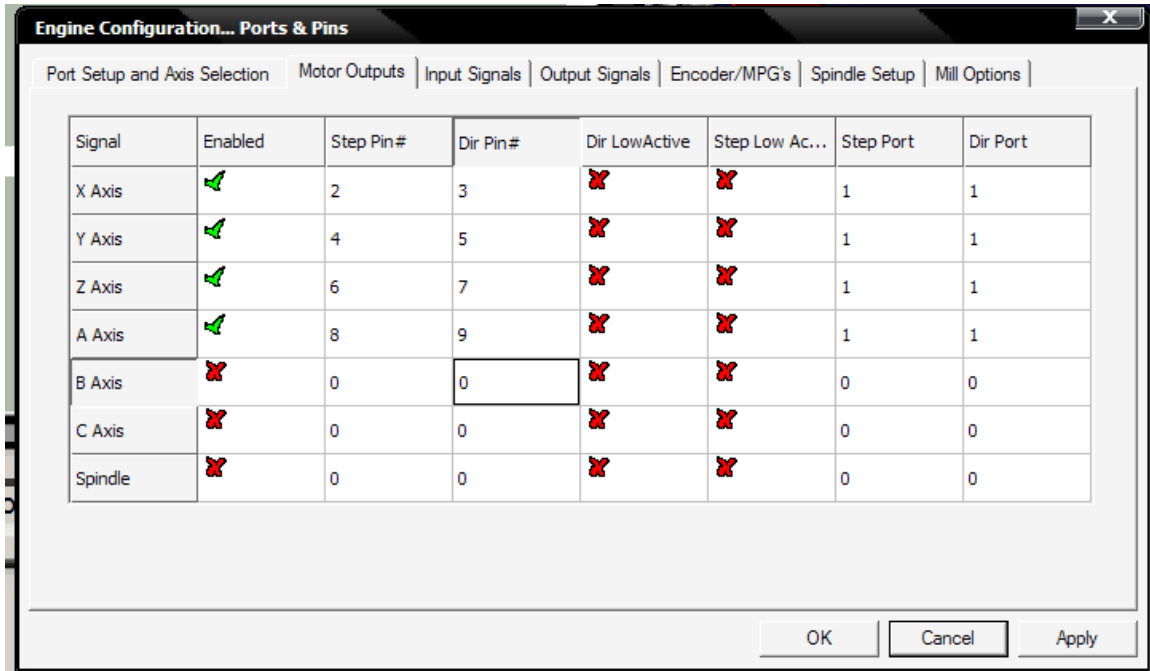 Engine Configuration... Ports & Pins
Port Setup and Axis Selection Motor Outputs Input Signals Output Signals Encoder/MPG's Spindle Setup Mill Options
Signal Enabled Step Pin# Dir Pin# Dir LowActive Step Low Ac... Step Port Dir Port
X Axis 2 3 1 1
Y Axis 4 5 1 1
Z Axis 6 7 1 1
A Axis 8 9 1 1
B Axis 0 0 0 0
C Axis 0 0 0 0
Spindle 0 0 0 0
OK Cancel Apply